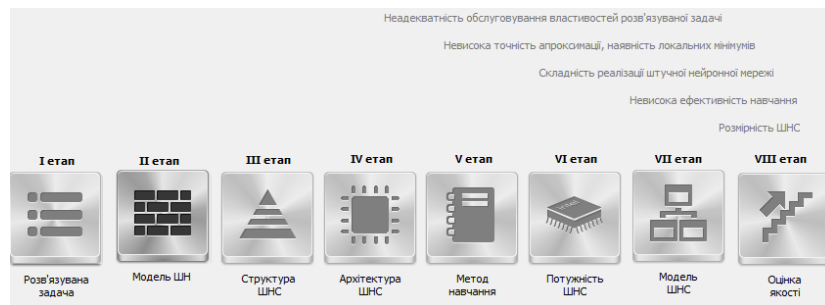 Неадекватність обслуговування властивостей розв'язуваної задачі
Невисока точність апроксимації, наявність локальних мінімумів
Складність реалізації штучної нейронної мережі
Невисока ефективність навчання
Розмірність ШНС
I етап II етап III етап IV етап V етап VI етап VII етап VIII етап
Розв'язувана задача
Модель ШН
Структура ШНС
Архітектура ШНС
Метод навчання
Потужність ШНС
Модель ШНС
Оцінка якості